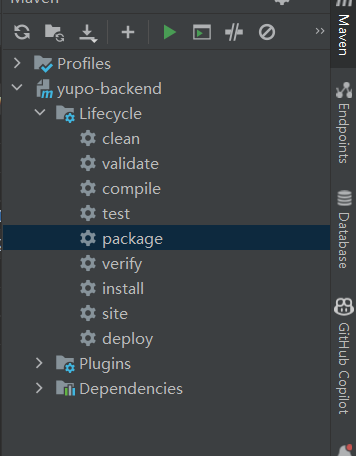 Maven
Profiles
yupo-backend
Lifecycle
clean
validate
compile
test
package
verify
install
site
deploy
Plugins
Dependencies
Maven
Endpoints
Database
GitHub Copilot